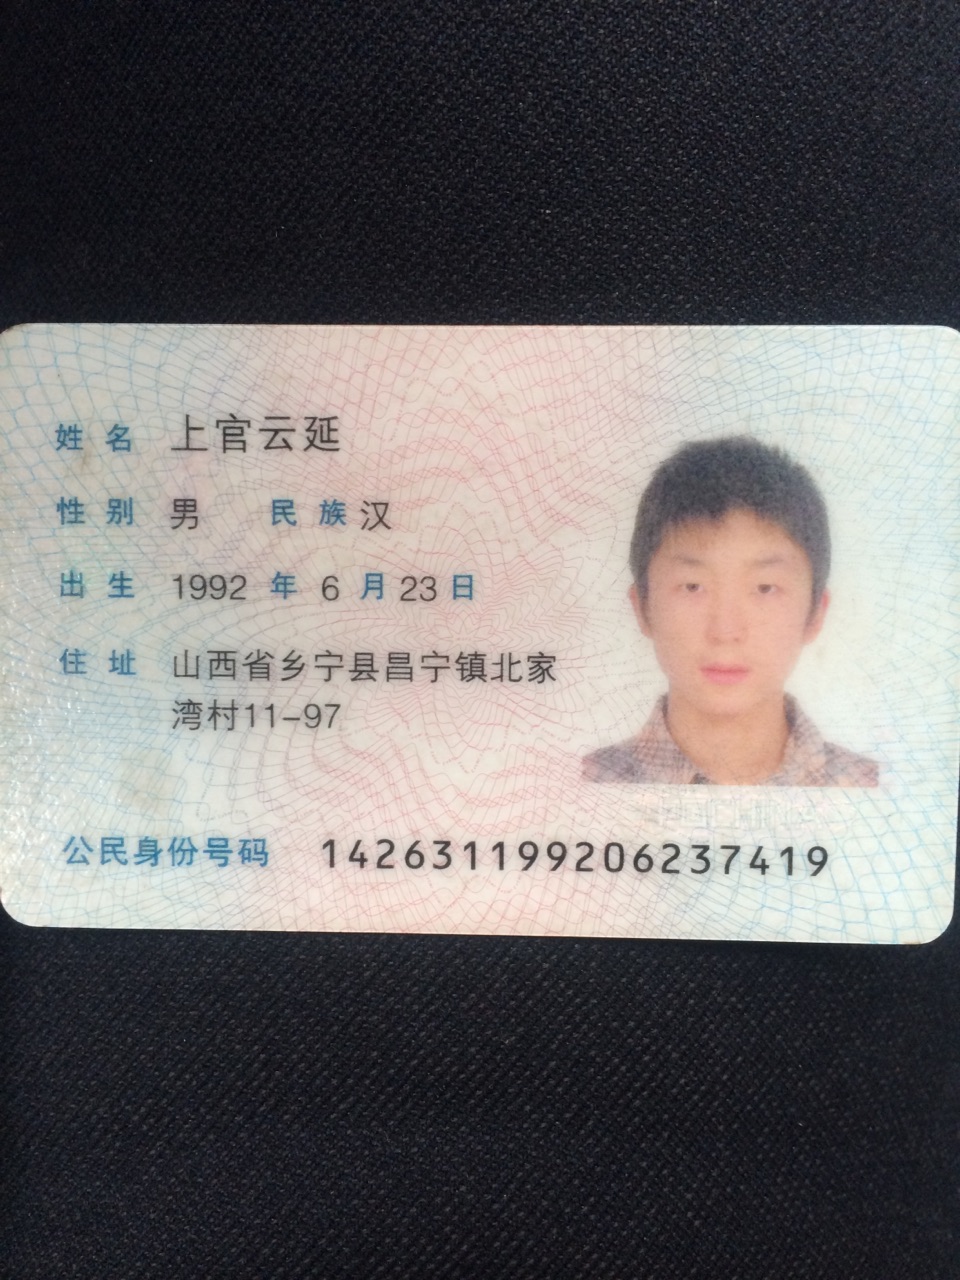 姓名 上官云延
性别 男 民族 汉
出生 1992 年 6 月 23 日
住址 山西省乡宁县昌宁镇北家
湾村11-97
公民身份号码 142631199206237419